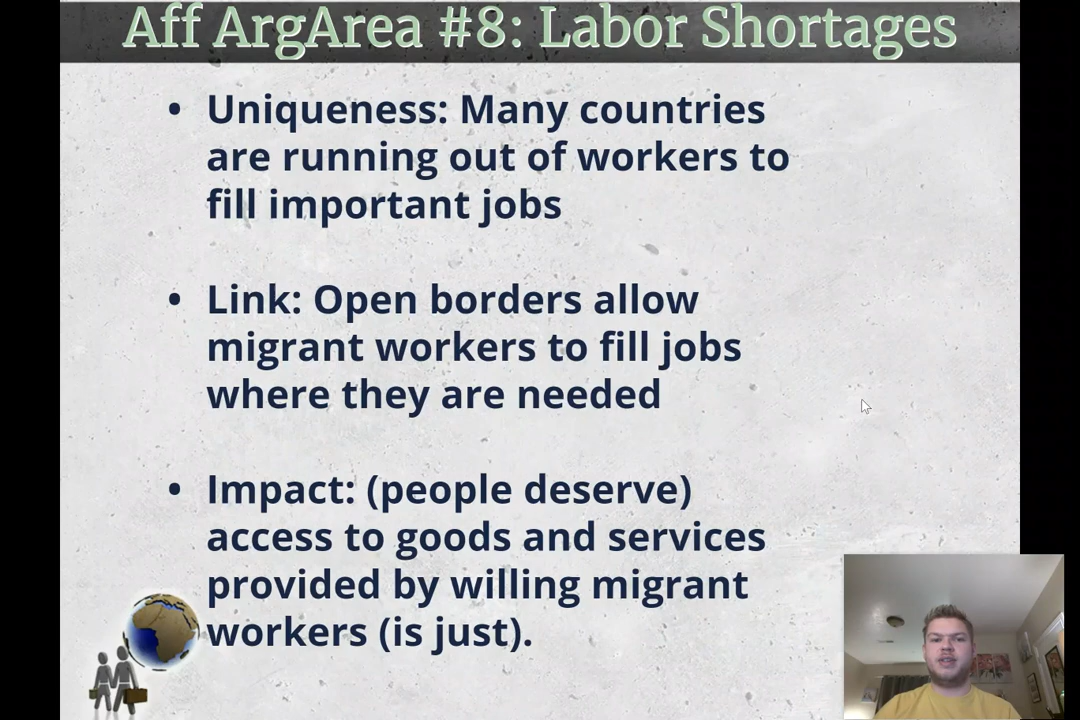 Aff ArgArea #8: Labor Shortages
• Uniqueness: Many countries
are running out of workers to
fill important jobs
• Link: Open borders allow
migrant workers to fill jobs
where they are needed
• Impact: (people deserve)
access to goods and services
provided by willing migrant
workers (is just).